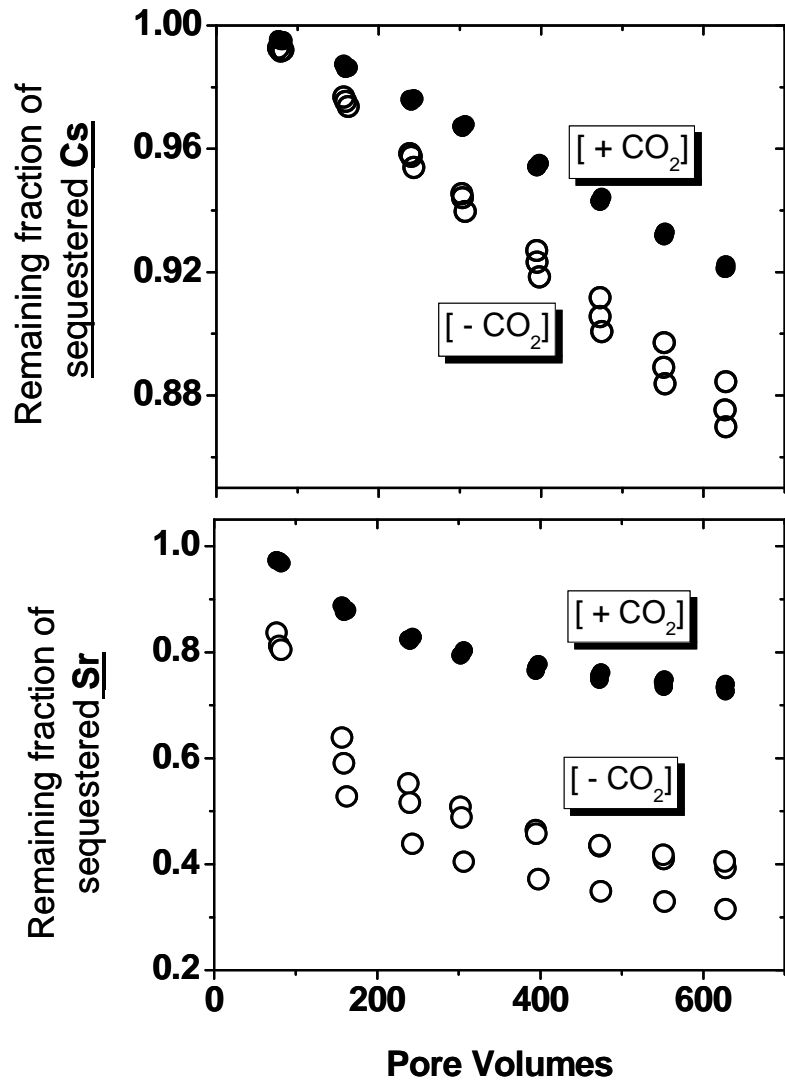 Remaining fraction of
sequestered Cs
1.00
0.96
0.92
0.88
[ + CO2]
[ - CO2]
Remaining fraction of
sequestered Sr
1.0
0.8
0.6
0.4
0.2
[ + CO2]
[ - CO2]
0 200 400 600
Pore Volumes